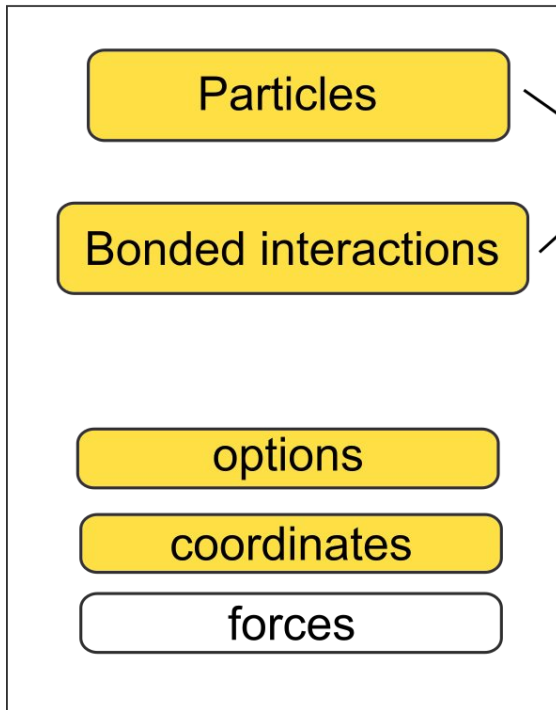 Particles
Bonded interactions
options
coordinates
forces